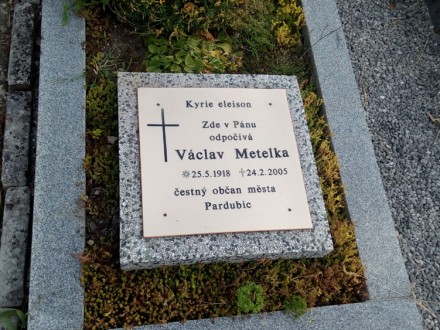 Kyrie eleison
Zde v Pánu
odpočívá
Václav Metelka
*25.5.1918 †24.2.2005
čestný občan města
Pardubic